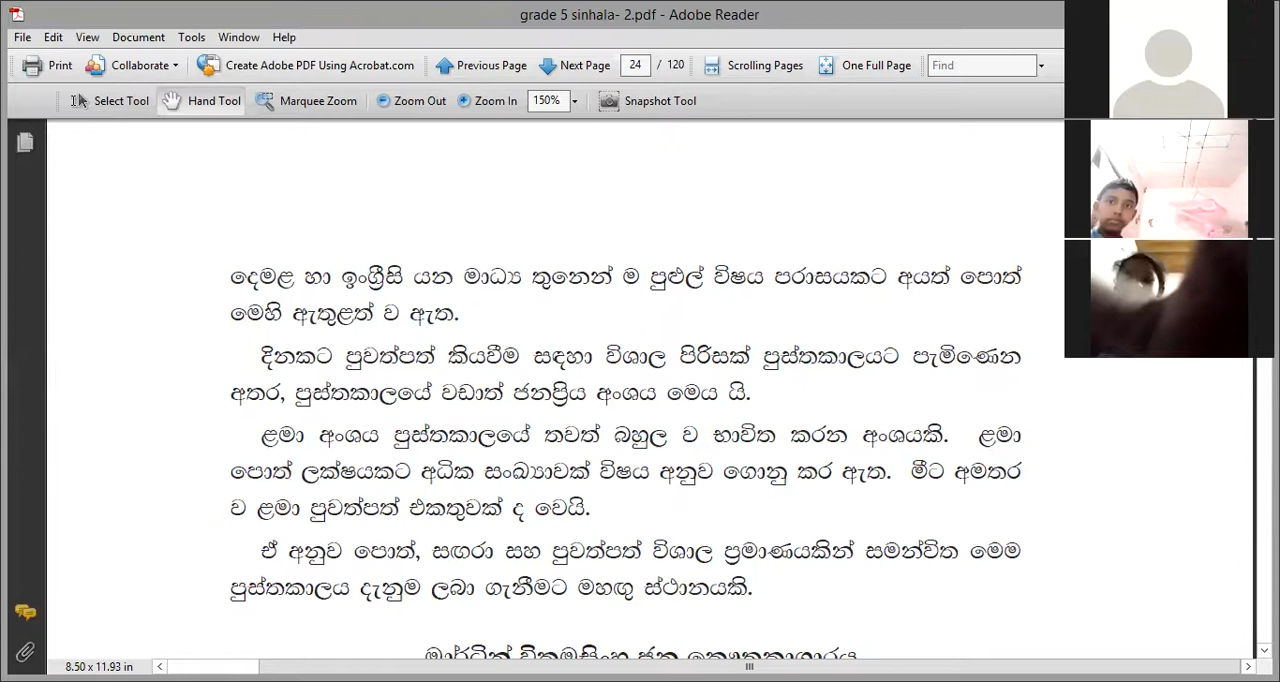 grade 5 sinhala- 2.pdf - Adobe Reader
File Edit View Document Tools Window Help
Print Collaborate Create Adobe PDF Using Acrobat.com Previous Page Next Page 24 / 120 Scrolling Pages One Full Page Find
Select Tool Hand Tool Marquee Zoom Zoom Out Zoom In 150% Snapshot Tool
දෙමළ හා ඉංග්‍රීසි යන මාධ්‍ය තුනෙන් ම පුළුල් විෂය පරාසයකට අයත් පොත්
මෙහි ඇතුළත් ව ඇත.
දිනකට පුවත්පත් කියවීම සඳහා විශාල පිරිසක් පුස්තකාලයට පැමිණෙන
අතර, පුස්තකාලයේ වඩාත් ජනප්‍රිය අංශය මෙය යි.
ළමා අංශය පුස්තකාලයේ තවත් බහුල ව භාවිත කරන අංශයකි. ළමා
පොත් ලක්ෂයකට අධික සංඛ්‍යාවක් විෂය අනුව ගොනු කර ඇත. මීට අමතර
ව ළමා පුවත්පත් එකතුවක් ද වෙයි.
ඒ අනුව පොත්, සඟරා සහ පුවත්පත් විශාල ප්‍රමාණයකින් සමන්විත මෙම
පුස්තකාලය දැනුම ලබා ගැනීමට මහඟු ස්ථානයකි.
මාර්ටින් වික්‍රමසිංහ ජන කෞතුකාගාරය
8.50 x 11.93 in